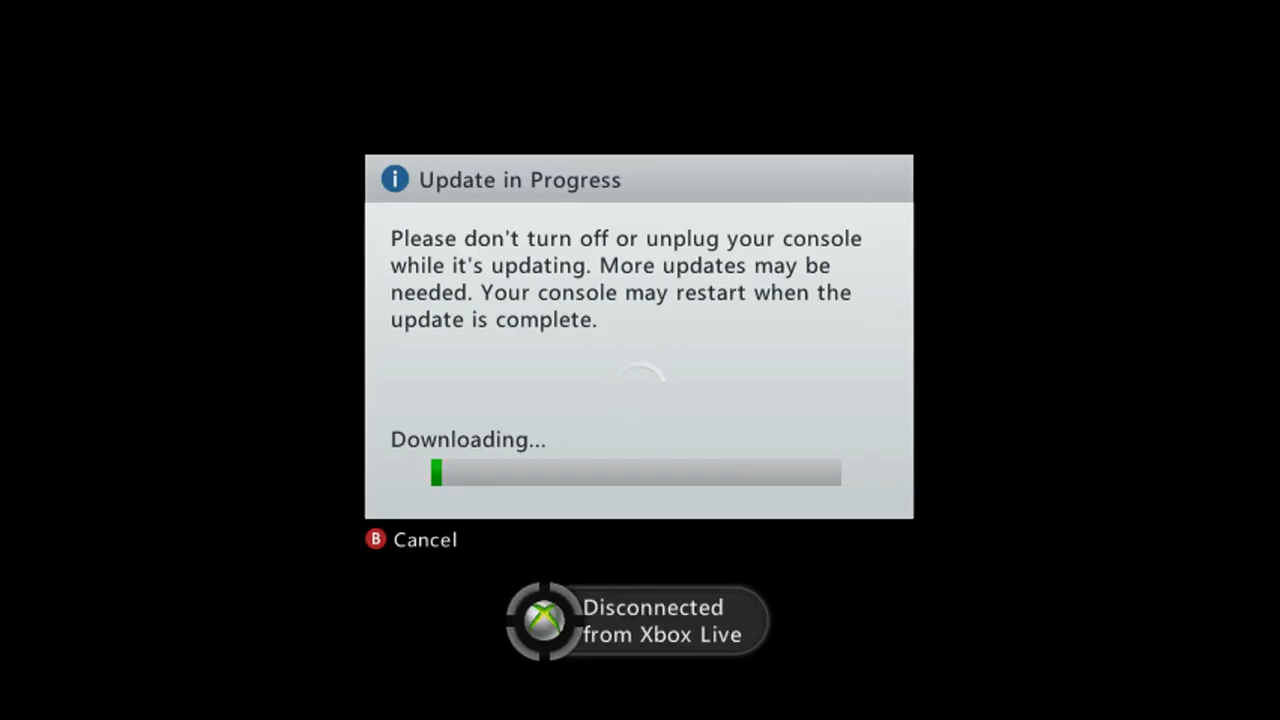 Update in Progress
Please don't turn off or unplug your console
while it's updating. More updates may be
needed. Your console may restart when the
update is complete.
Downloading...
B Cancel
Disconnected
from Xbox Live